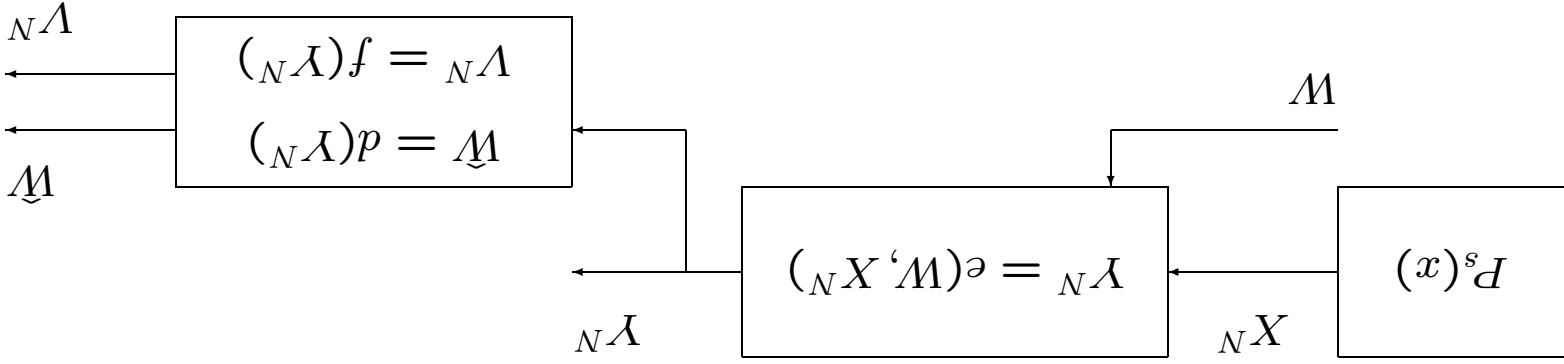 X^N
Y^N
P_s(x)
Y^N = e(W, X^N)
Ŵ
Ŵ = d(Y^N)
W
V^N = f(Y^N)
V^N